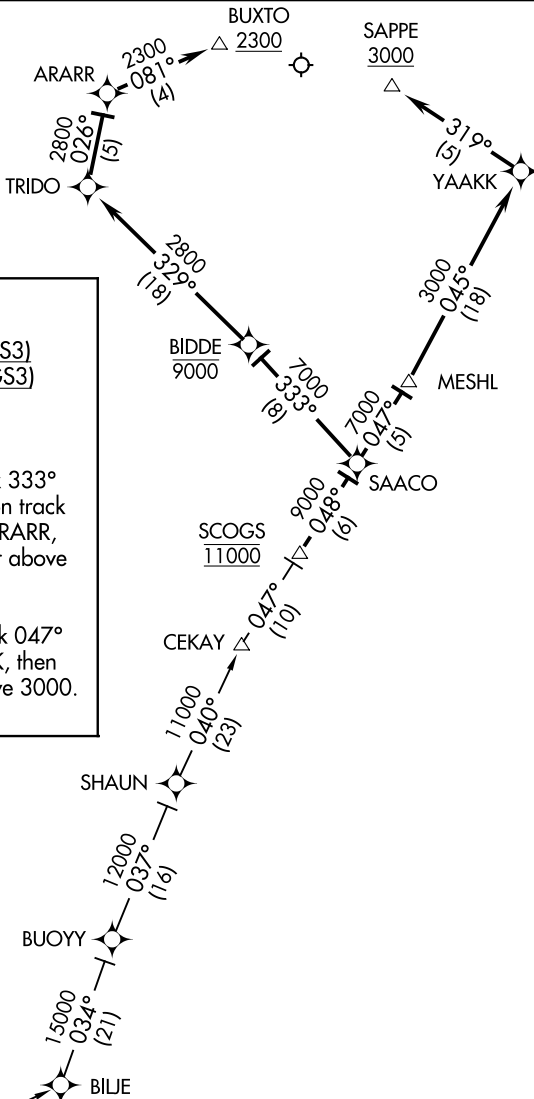 BUXTO
2300
SAPPE
3000
ARARR
2300
081°
(4)
2800
026°
(5)
TRIDO
319°
(5)
YAAKK
2800
329°
(18)
3000
045°
(18)
BIDDE
9000
7000
333°
(8)
MESHL
7000
047°
(5)
SAACO
S3)
GS3)
333°
on track
RARR,
r above
k 047°
K, then
ve 3000.
9000
048°
(6)
SCOGS
11000
047°
(10)
CEKAY
11000
040°
(23)
SHAUN
12000
037°
(16)
BUOYY
15000
034°
(21)
BILJE